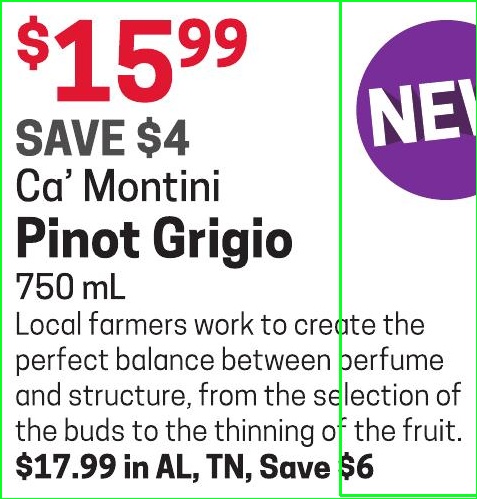 $15.99
SAVE $4
Ca' Montini
Pinot Grigio
750 mL
Local farmers work to create the
perfect balance between perfume
and structure, from the selection of
the buds to the thinning of the fruit.
$17.99 in AL, TN, Save $6